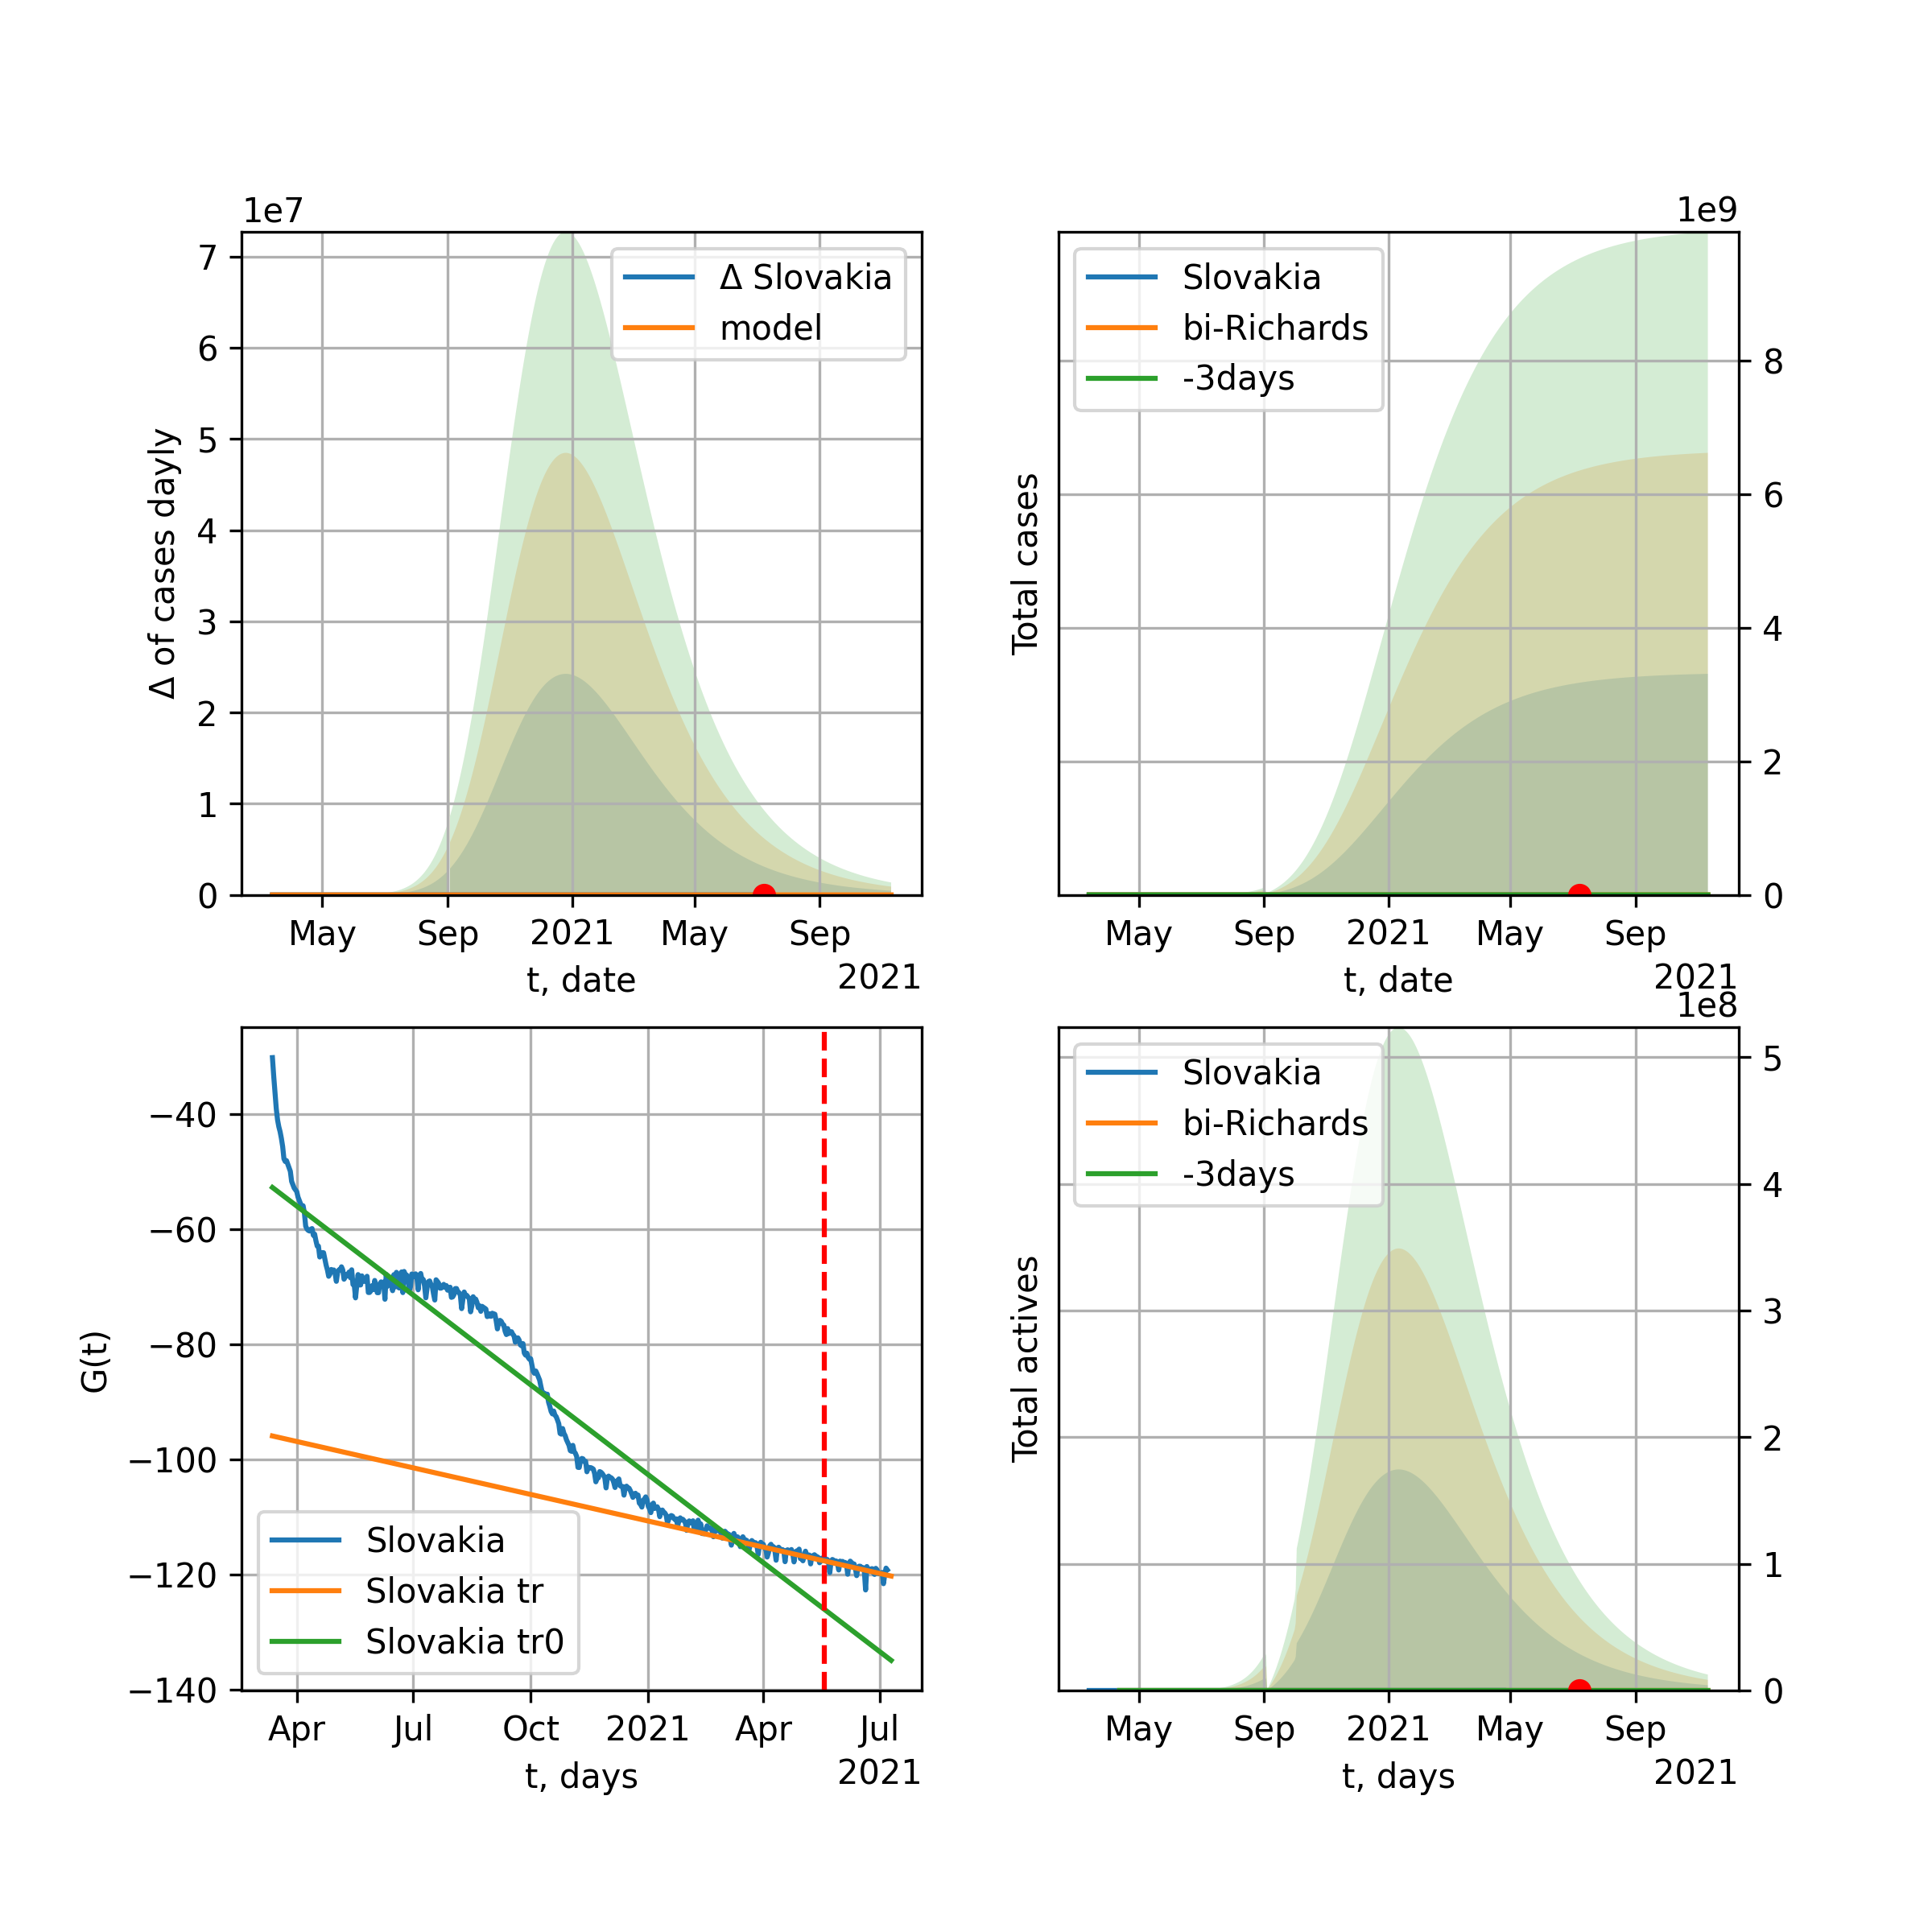 1e7
7
6
5
4
3
2
1
0
Δ of cases dayly
Δ Slovakia
model
May Sep 2021 May Sep
t, date
2021
1e9
Slovakia
bi-Richards
-3days
Total cases
8
6
4
2
0
May Sep 2021 May Sep
t, date
2021
−40
−60
−80
−100
−120
−140
G(t)
Slovakia
Slovakia tr
Slovakia tr0
Apr Jul Oct 2021 Apr Jul
t, days
2021
1e8
Slovakia
bi-Richards
-3days
Total actives
5
4
3
2
1
0
May Sep 2021 May Sep
t, days
2021